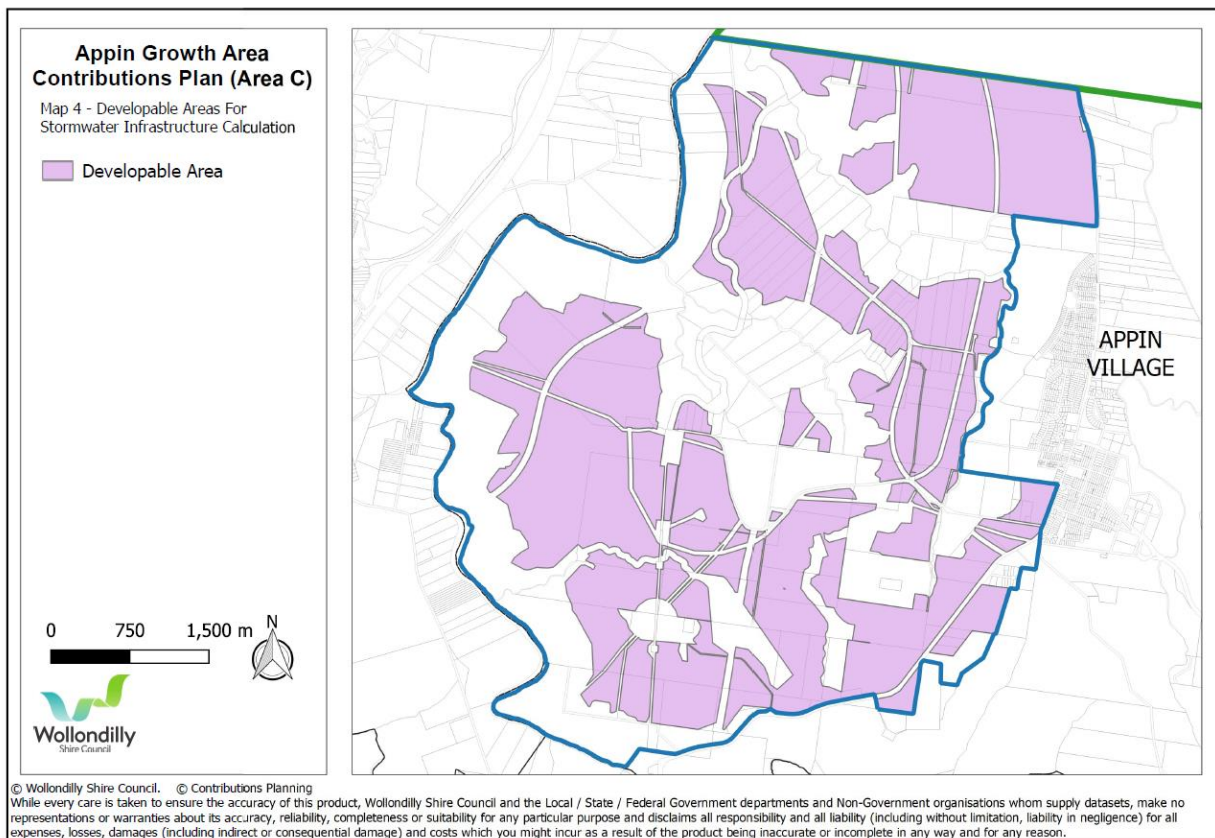 Appin Growth Area
Contributions Plan (Area C)
Map 4 - Developable Areas For
Stormwater Infrastructure Calculation
Developable Area
APPIN
VILLAGE
0 750 1,500 m
N
Wollondilly
Shire Council
© Wollondilly Shire Council. © Contributions Planning
While every care is taken to ensure the accuracy of this product, Wollondilly Shire Council and the Local / State / Federal Government departments and Non-Government organisations whom supply datasets, make no
representations or warranties about its accuracy, reliability, completeness or suitability for any particular purpose and disclaims all responsibility and all liability (including without limitation, liability in negligence) for all
expenses, losses, damages (including indirect or consequential damage) and costs which you might incur as a result of the product being inaccurate or incomplete in any way and for any reason.